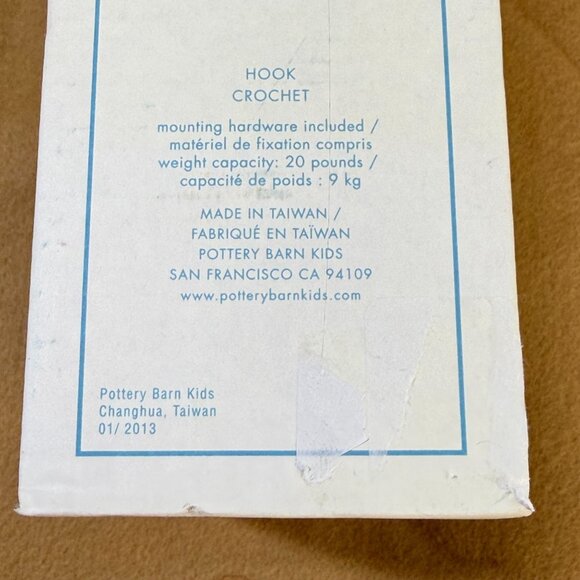 HOOK
CROCHET
mounting hardware included /
matériel de fixation compris
weight capacity: 20 pounds /
capacité de poids : 9 kg
MADE IN TAIWAN /
FABRIQUÉ EN TAÏWAN
POTTERY BARN KIDS
SAN FRANCISCO CA 94109
www.potterybarnkids.com
Pottery Barn Kids
Changhua, Taiwan
01/ 2013